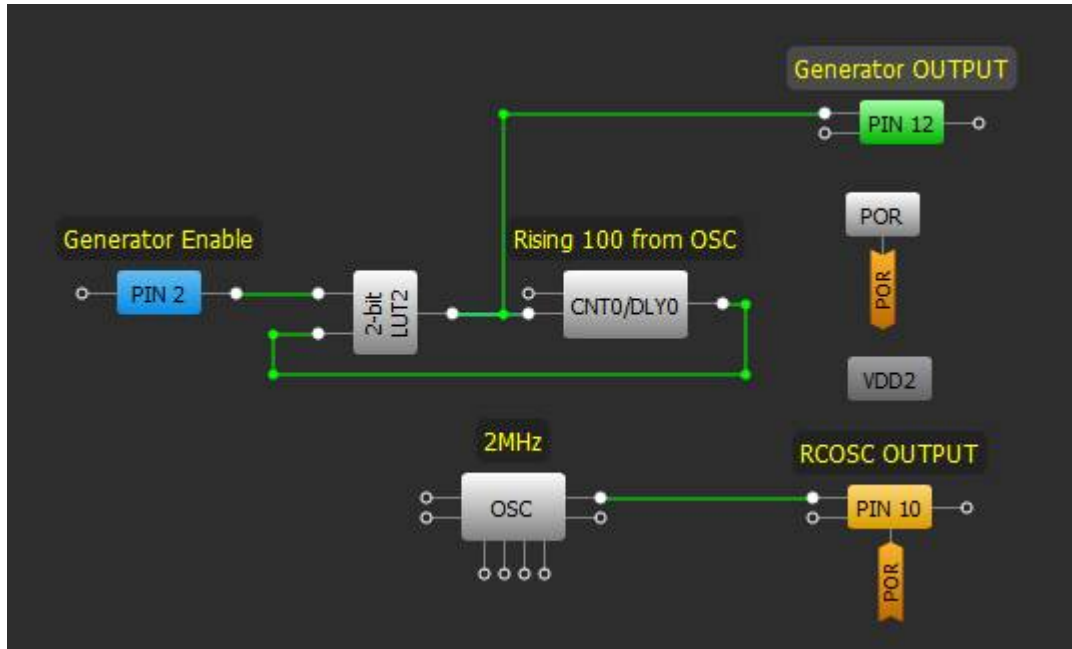 Generator OUTPUT
PIN 12
POR
POR
Generator Enable
Rising 100 from OSC
PIN 2
2-bit
LUT2
CNT0/DLY0
VDD2
2MHz
RCOSC OUTPUT
OSC
PIN 10
POR